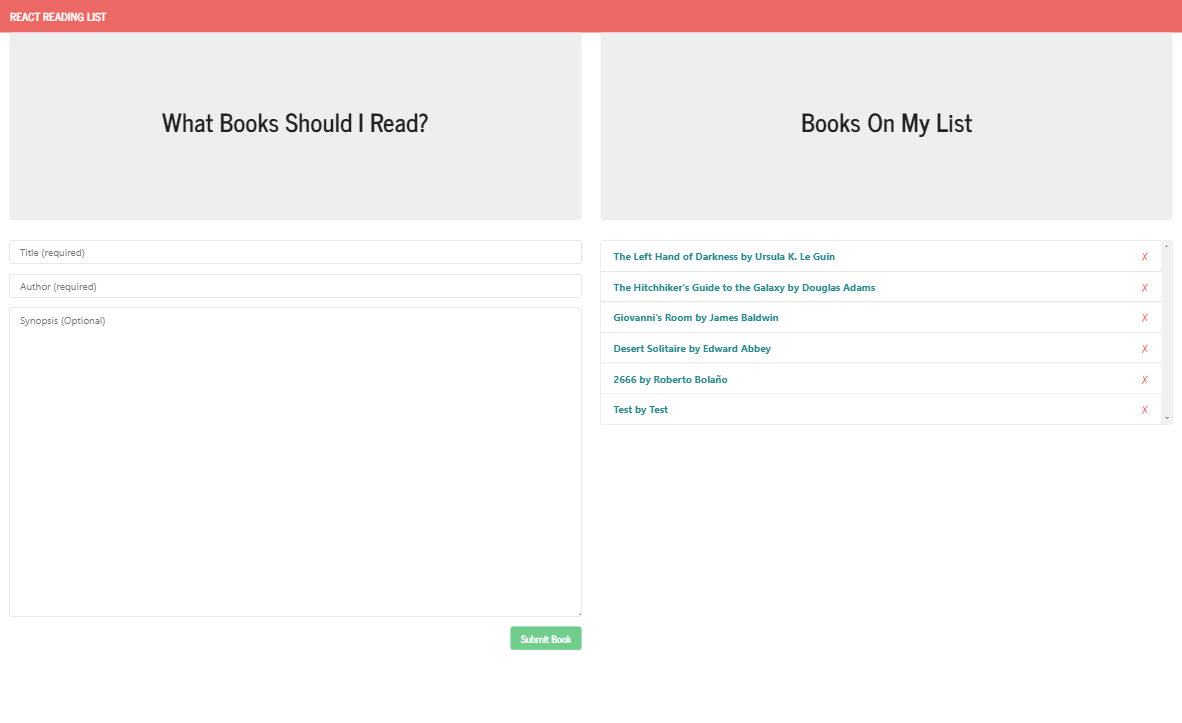 REACT READING LIST
What Books Should I Read?
Title (required)
Author (required)
Synopsis (Optional)
Submit Book
Books On My List
The Left Hand of Darkness by Ursula K. Le Guin ✗
The Hitchhiker's Guide to the Galaxy by Douglas Adams ✗
Giovanni's Room by James Baldwin ✗
Desert Solitaire by Edward Abbey ✗
2666 by Roberto Bolaño ✗
Test by Test ✗